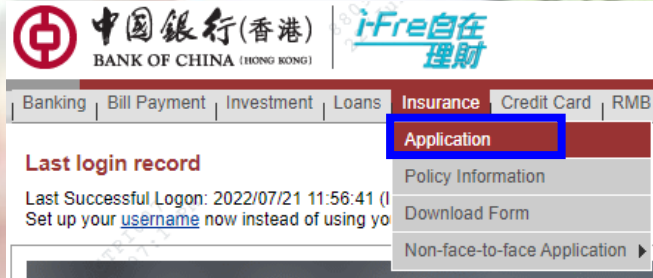 中國銀行(香港)
BANK OF CHINA (HONG KONG)
i-Free自在
理財
Banking Bill Payment Investment Loans Insurance Credit Card RMB
Application
Policy Information
Download Form
Non-face-to-face Application
Last login record
Last Successful Logon: 2022/07/21 11:56:41 (
Set up your username now instead of using yo